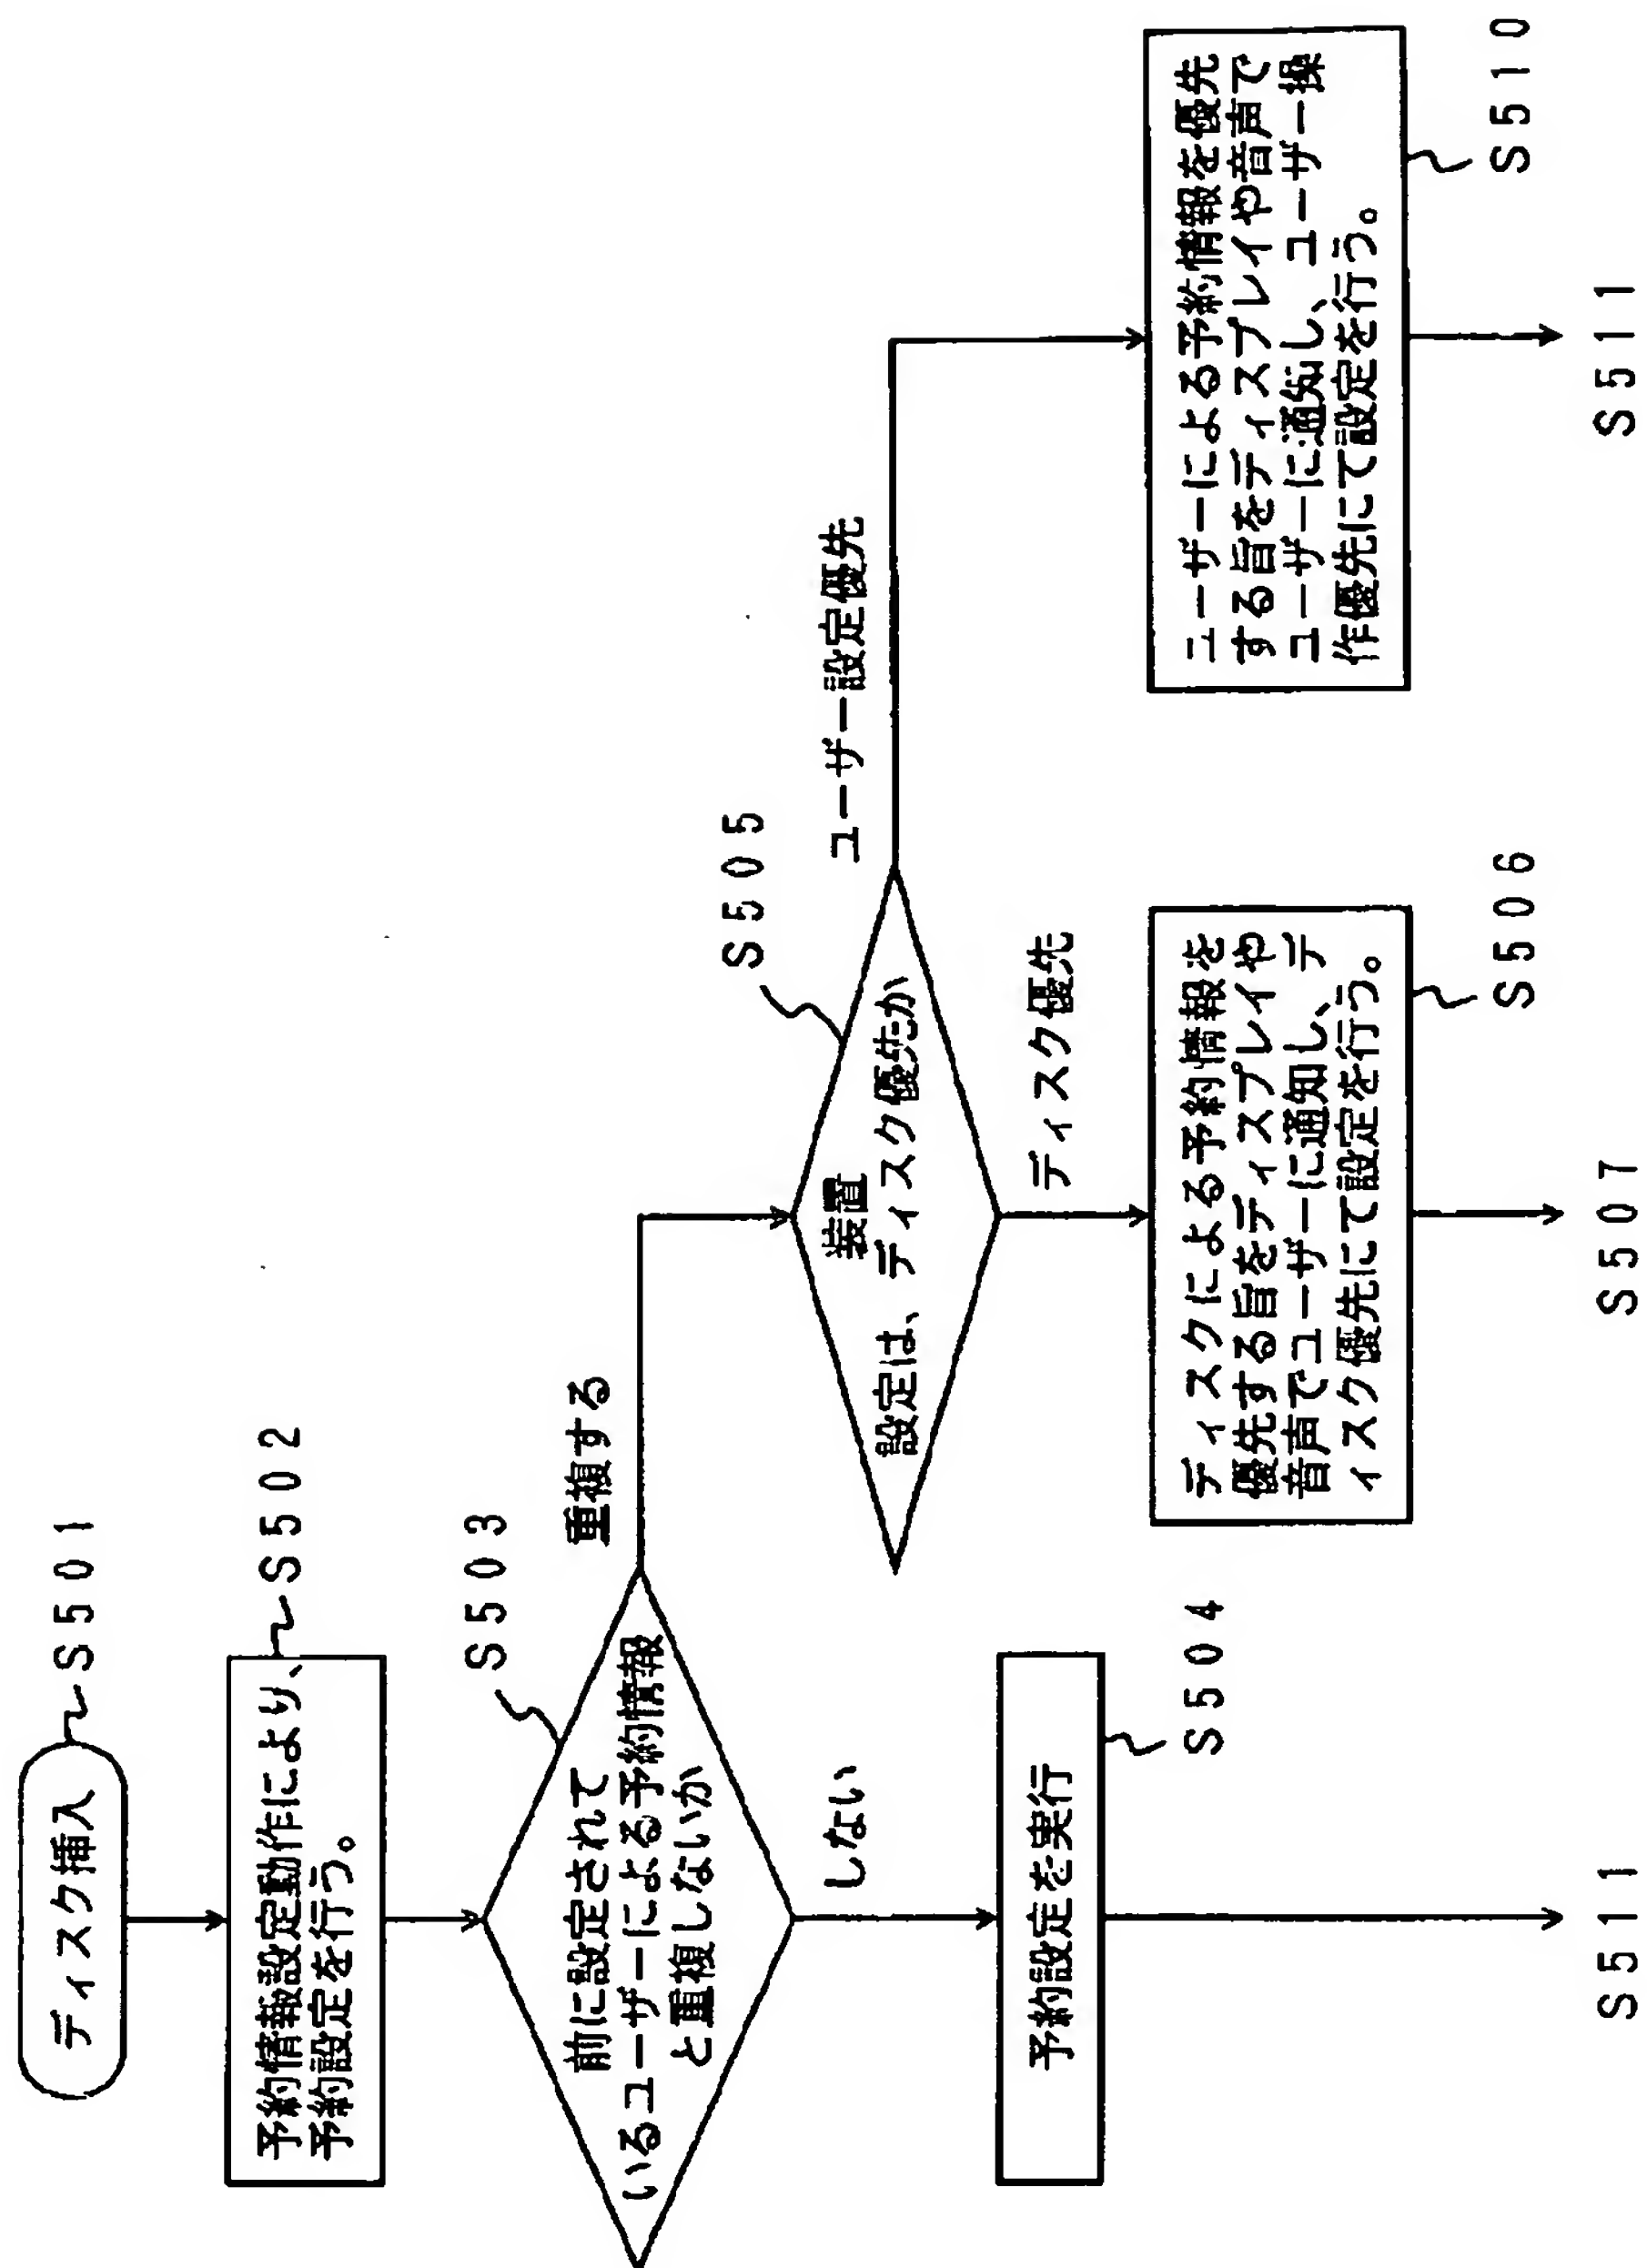 ディスク挿入
S501
予約情報設定動作により、
予約設定を行う。
S502
前に設定されて
いるユーザーによる予約情報
と重複しないか
S503
重複する
しない
予約設定を実行
S504
S511
装置
設定は、ディスク優先か
S505
ユーザー設定優先
ディスク優先
ディスクによる予約情報を
優先する旨をディスプレイや
音声でユーザーに通知し、デ
ィスク優先にて設定を行う。
S506
S507
ユーザーによる予約情報を優先
する旨をディスプレイや音声で
ユーザーに通知し、ユーザー操
作優先にて設定を行う。
S510
S511